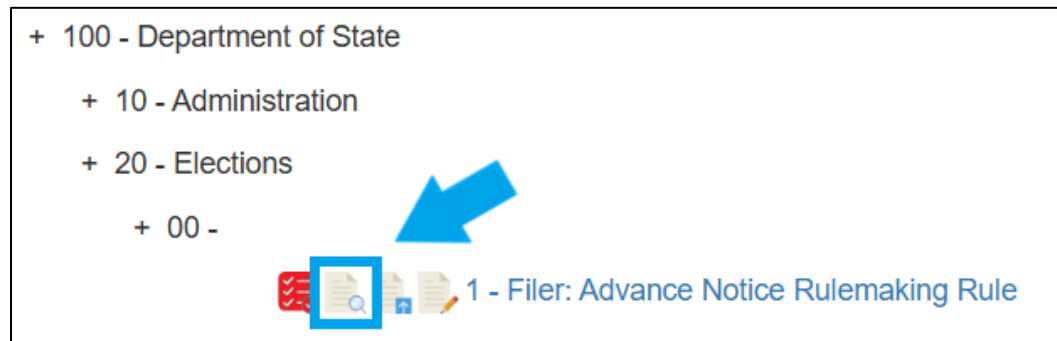 + 100 - Department of State
+ 10 - Administration
+ 20 - Elections
+ 00 -
1 - Filer: Advance Notice Rulemaking Rule